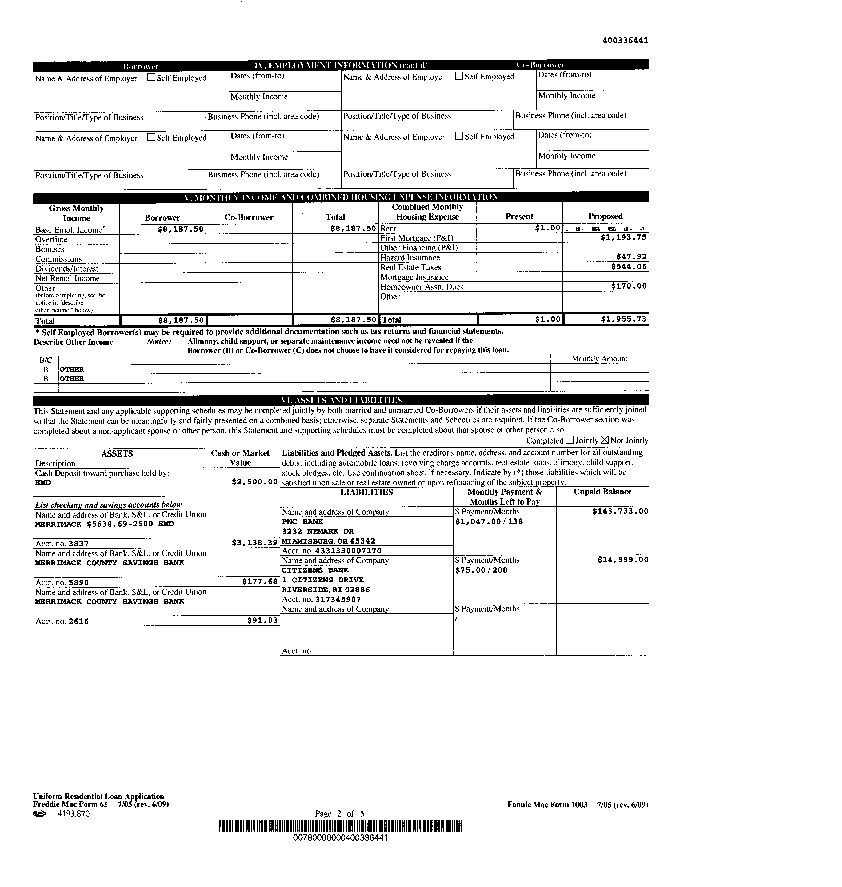 400336441
Borrower IV. EMPLOYMENT INFORMATION (cont'd) Co-Borrower
Name & Address of Employer Self Employed Dates (from-to) Name & Address of Employer Self Employed Dates (from-to)
Monthly Income Monthly Income
Position/Title/Type of Business Business Phone (incl. area code) Position/Title/Type of Business Business Phone (incl. area code)
Name & Address of Employer Self Employed Dates (from-to) Name & Address of Employer Self Employed Dates (from-to)
Monthly Income Monthly Income
Position/Title/Type of Business Business Phone (incl. area code) Position/Title/Type of Business Business Phone (incl. area code)
V. MONTHLY INCOME AND COMBINED HOUSING EXPENSE INFORMATION
Gross Monthly Income Borrower Co-Borrower Total Combined Monthly Housing Expense Present Proposed
Base Empl. Income* $8,187.50 $8,187.50 Rent $1.00
Overtime First Mortgage (P&I) $1,193.75
Bonuses Other Financing (P&I)
Commissions Hazard Insurance $47.92
Dividends/Interest Real Estate Taxes $544.06
Net Rental Income Mortgage Insurance
Other Homeowner Assn. Dues $170.00
(before completing, see the Other
notice in "describe
other income" below)
Total $8,187.50 $8,187.50 Total $1.00 $1,955.73
* Self Employed Borrower(s) may be required to provide additional documentation such as tax returns and financial statements.
Describe Other Income Notice: Alimony, child support, or separate maintenance income need not be revealed if the
Borrower (B) or Co-Borrower (C) does not choose to have it considered for repaying this loan.
B/C Monthly Amount
B OTHER
B OTHER
VI. ASSETS AND LIABILITIES
This Statement and any applicable supporting schedules may be completed jointly by both married and unmarried Co-Borrowers if their assets and liabilities are sufficiently joined
so that the Statement can be meaningfully and fairly presented on a combined basis; otherwise, separate Statements and Schedules are required. If the Co-Borrower section was
completed about a non-applicant spouse or other person, this Statement and supporting schedules must be completed about that spouse or other person also.
Completed Jointly Not Jointly
ASSETS Cash or Market Value
Description
Cash Deposit toward purchase held by:
EMD $2,500.00
Liabilities and Pledged Assets. List the creditor's name, address, and account number for all outstanding
debts, including automobile loans, revolving charge accounts, real estate loans, alimony, child support,
stock pledges, etc. Use continuation sheet, if necessary. Indicate by (*) those liabilities which will be
satisfied upon sale of real estate owned or upon refinancing of the subject property.
LIABILITIES Monthly Payment & Months Left to Pay Unpaid Balance
List checking and savings accounts below
Name and address of Bank, S&L, or Credit Union
MERRIMACK $5638.69-2500 EMD
Acct. no. 3837 $3,138.39
Name and address of Bank, S&L, or Credit Union
MERRIMACK COUNTY SAVINGS BANK
Acct. no. 5890 $177.68
Name and address of Bank, S&L, or Credit Union
MERRIMACK COUNTY SAVINGS BANK
Acct. no. 2616 $91.03
Name and address of Company $ Payment/Months $143,733.00
PNC BANK $1,047.00/138
3232 NEMARK DR
MIAMISBURG OH 45342
Acct. no. 4331330007170
Name and address of Company $ Payment/Months $14,999.00
CITIZENS BANK $75.00/200
1 CITIZENS DRIVE
RIVERSIDE, RI 02886
Acct. no. 317345907
Name and address of Company $ Payment/Months
/
Acct. no.
Uniform Residential Loan Application
Freddie Mac Form 65 7/05 (rev. 6/09) Fannie Mae Form 1003 7/05 (rev. 6/09)
Page 2 of 5